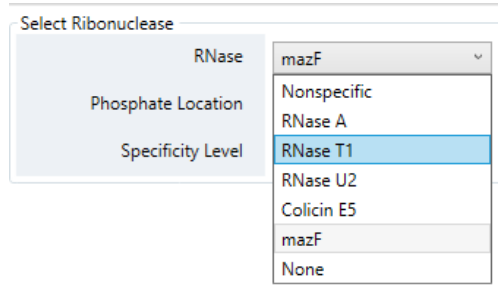 Select Ribonuclease
RNase
mazF
Phosphate Location
Specificity Level
Nonspecific
RNase A
RNase T1
RNase U2
Colicin E5
mazF
None